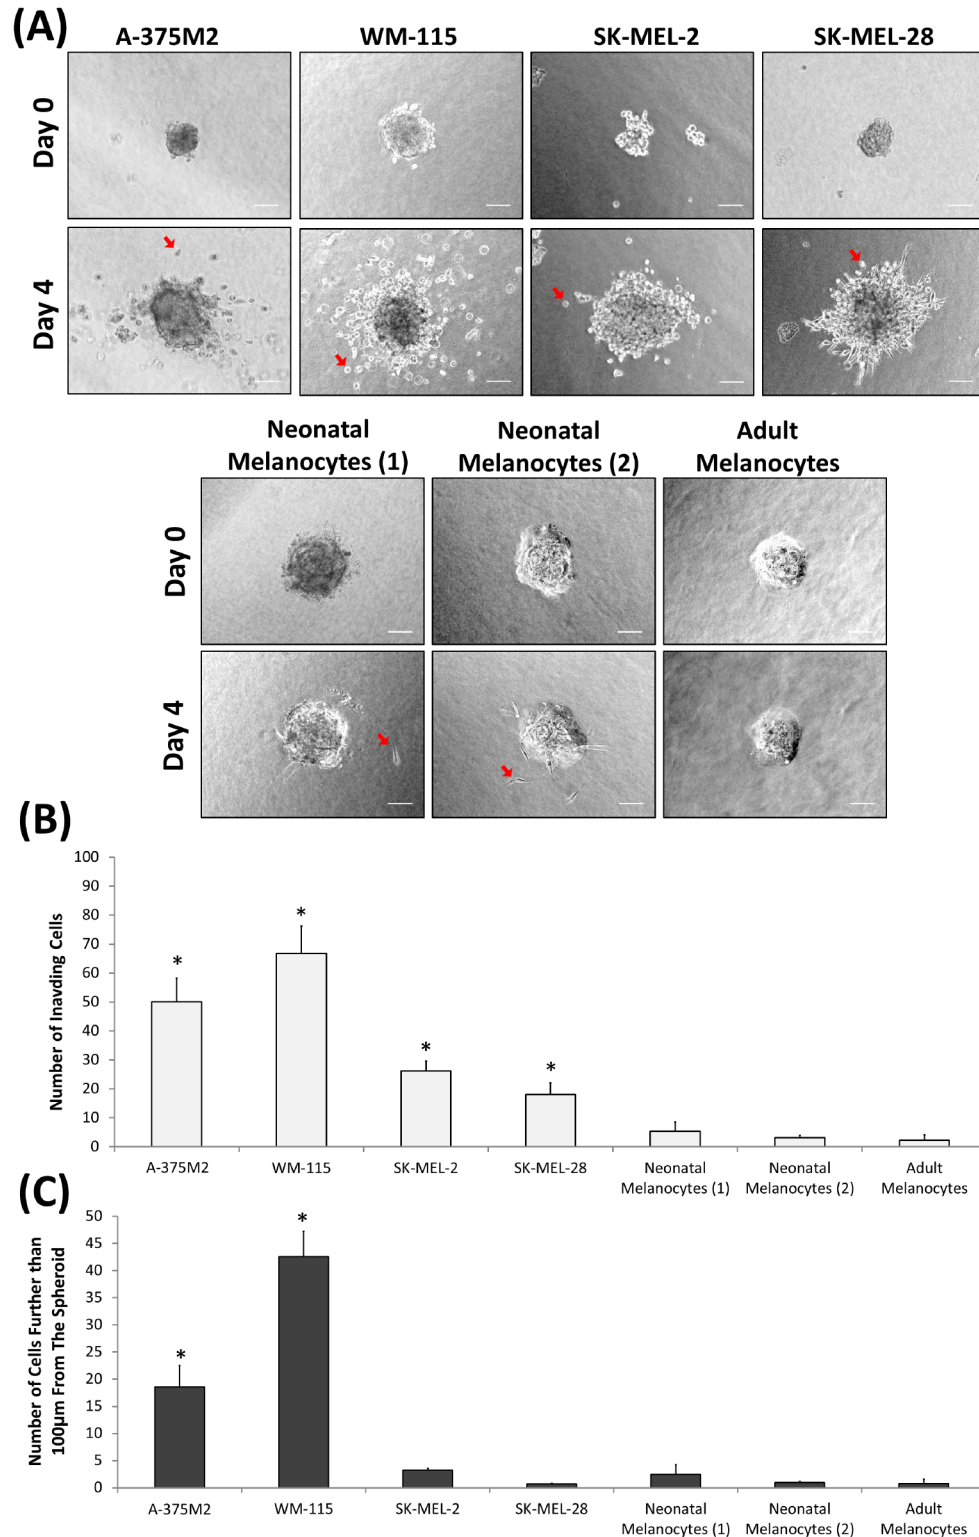 (A)
A-375M2 WM-115 SK-MEL-2 SK-MEL-28
Day 0
Day 4
Neonatal Neonatal Adult
Melanocytes (1) Melanocytes (2) Melanocytes
Day 0
Day 4
(B)
Number of Inavding Cells
100
90
80
70
60
50
40
30
20
10
0
* * * *
A-375M2 WM-115 SK-MEL-2 SK-MEL-28 Neonatal Neonatal Adult
Melanocytes (1) Melanocytes (2) Melanocytes
(C)
Number of Cells Further than
100µm From The Spheroid
50
45
40
35
30
25
20
15
10
5
0
* *
A-375M2 WM-115 SK-MEL-2 SK-MEL-28 Neonatal Neonatal Adult
Melanocytes (1) Melanocytes (2) Melanocytes